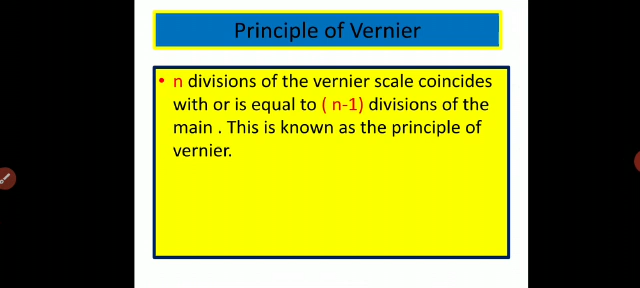 Principle of Vernier
• n divisions of the vernier scale coincides
with or is equal to ( n-1) divisions of the
main . This is known as the principle of
vernier.